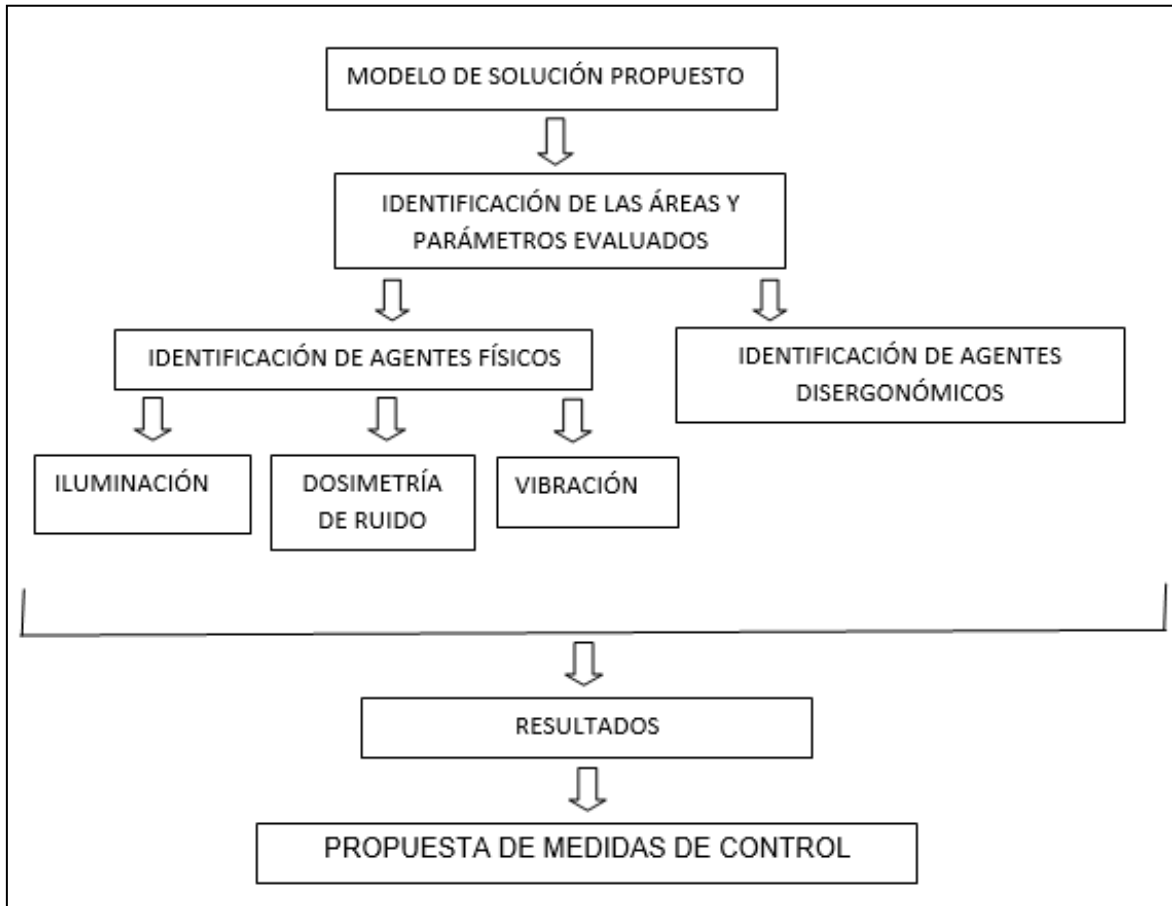 MODELO DE SOLUCIÓN PROPUESTO
IDENTIFICACIÓN DE LAS ÁREAS Y
PARÁMETROS EVALUADOS
IDENTIFICACIÓN DE AGENTES FÍSICOS
IDENTIFICACIÓN DE AGENTES
DISERGONÓMICOS
ILUMINACIÓN
DOSIMETRÍA
DE RUIDO
VIBRACIÓN
RESULTADOS
PROPUESTA DE MEDIDAS DE CONTROL